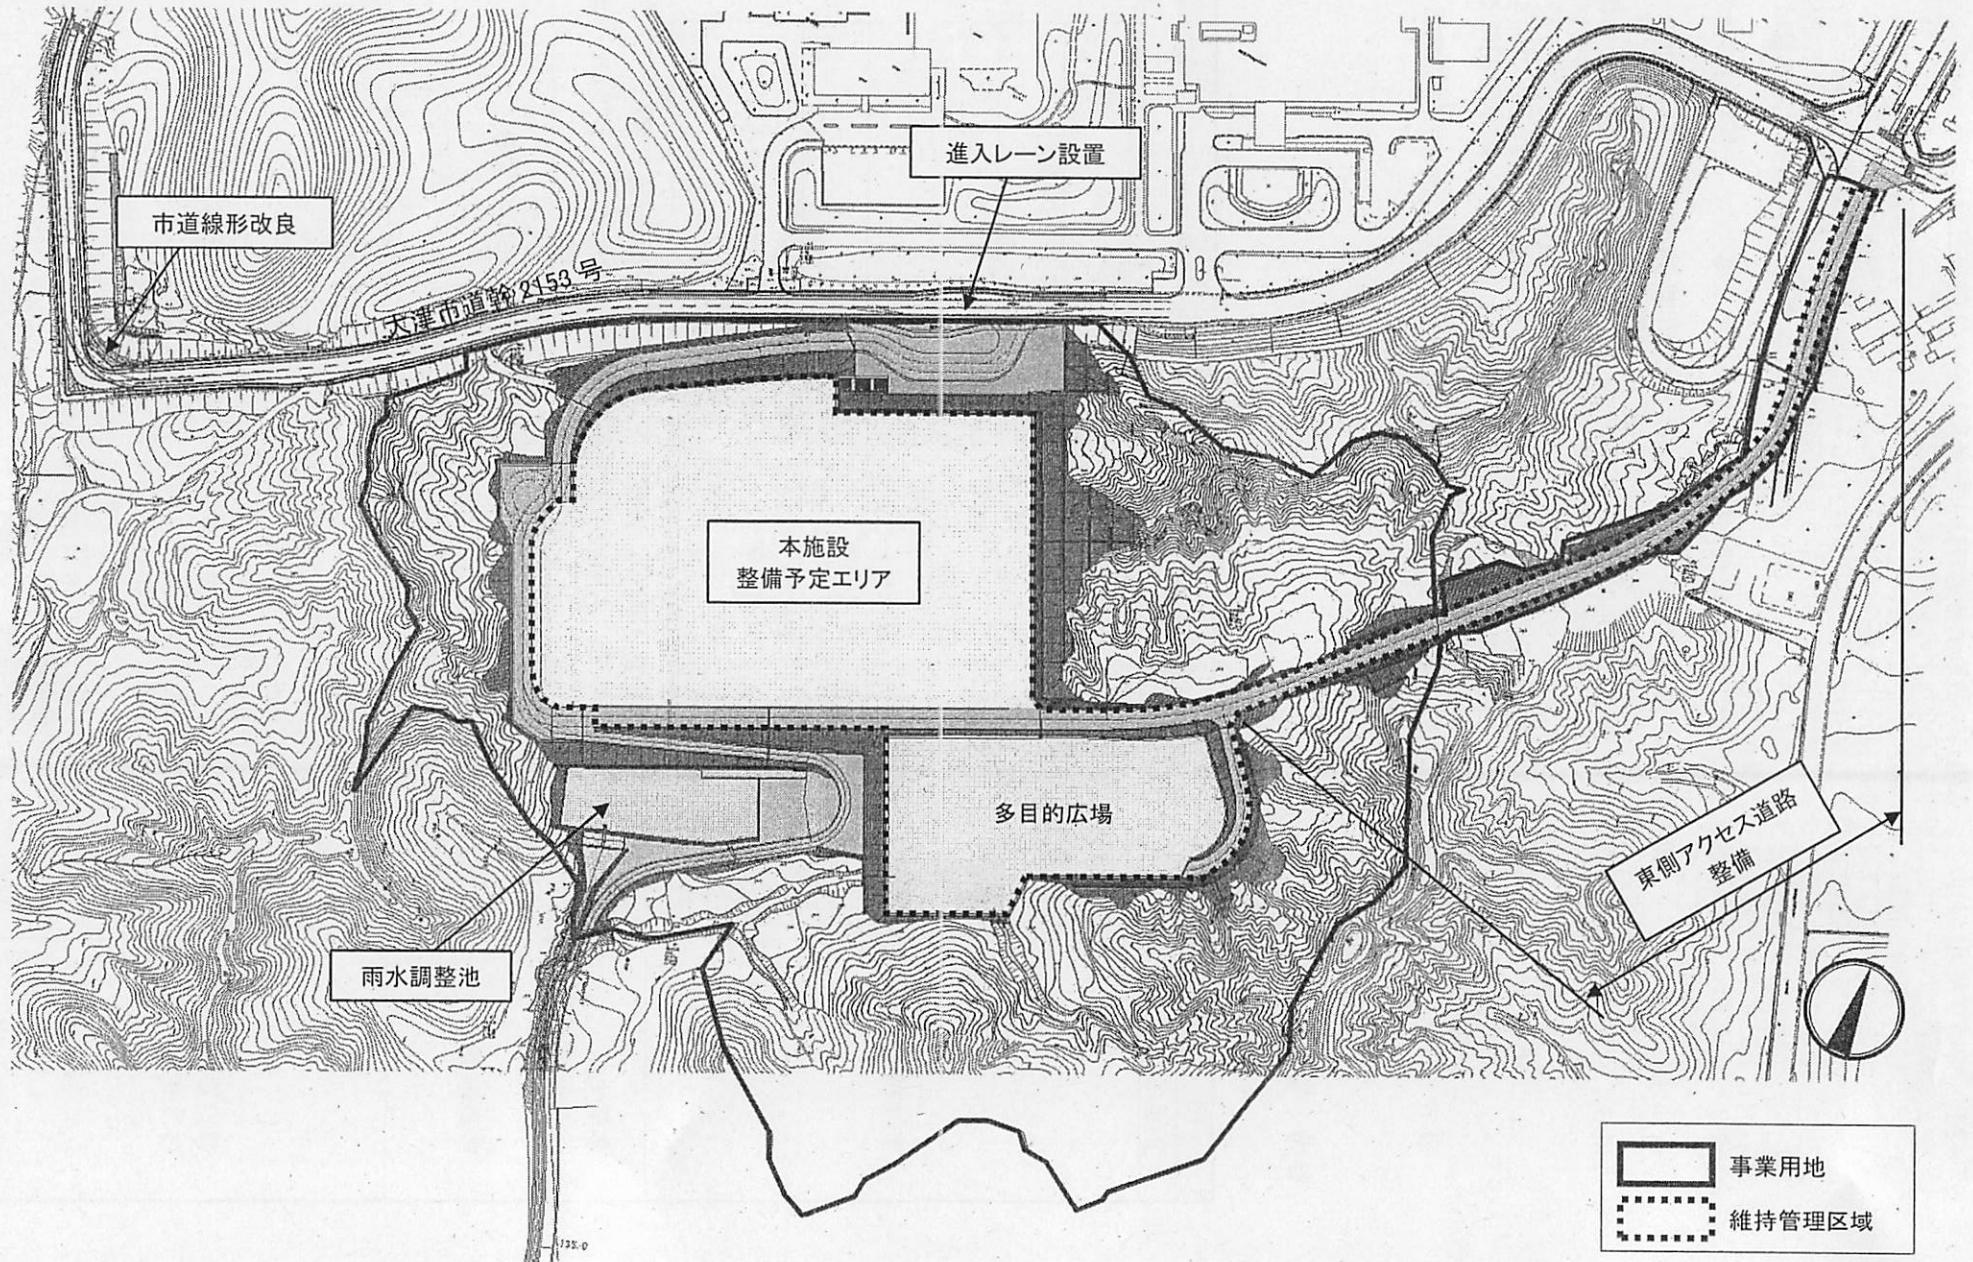 進入レーン設置
市道線形改良
大津市道幹2153号
本施設
整備予定エリア
多目的広場
東側アクセス道路
整備
雨水調整池
事業用地
維持管理区域
135.0